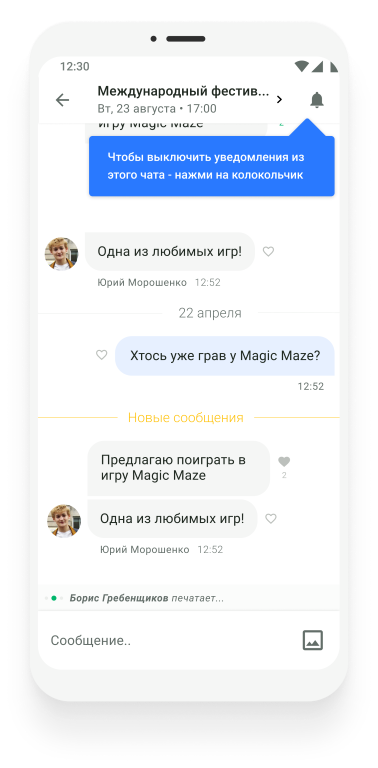 12:30
Международный фестив...
Вт, 23 августа • 17:00
игру Magic Maze
2
Чтобы выключить уведомления из
этого чата - нажми на колокольчик
Одна из любимых игр!
Юрий Морошенко 12:52
22 апреля
Хтось уже грав у Magic Maze?
12:52
Новые сообщения
Предлагаю поиграть в
игру Magic Maze
2
Одна из любимых игр!
Юрий Морошенко 12:52
Борис Гребенщиков печатает...
Сообщение..